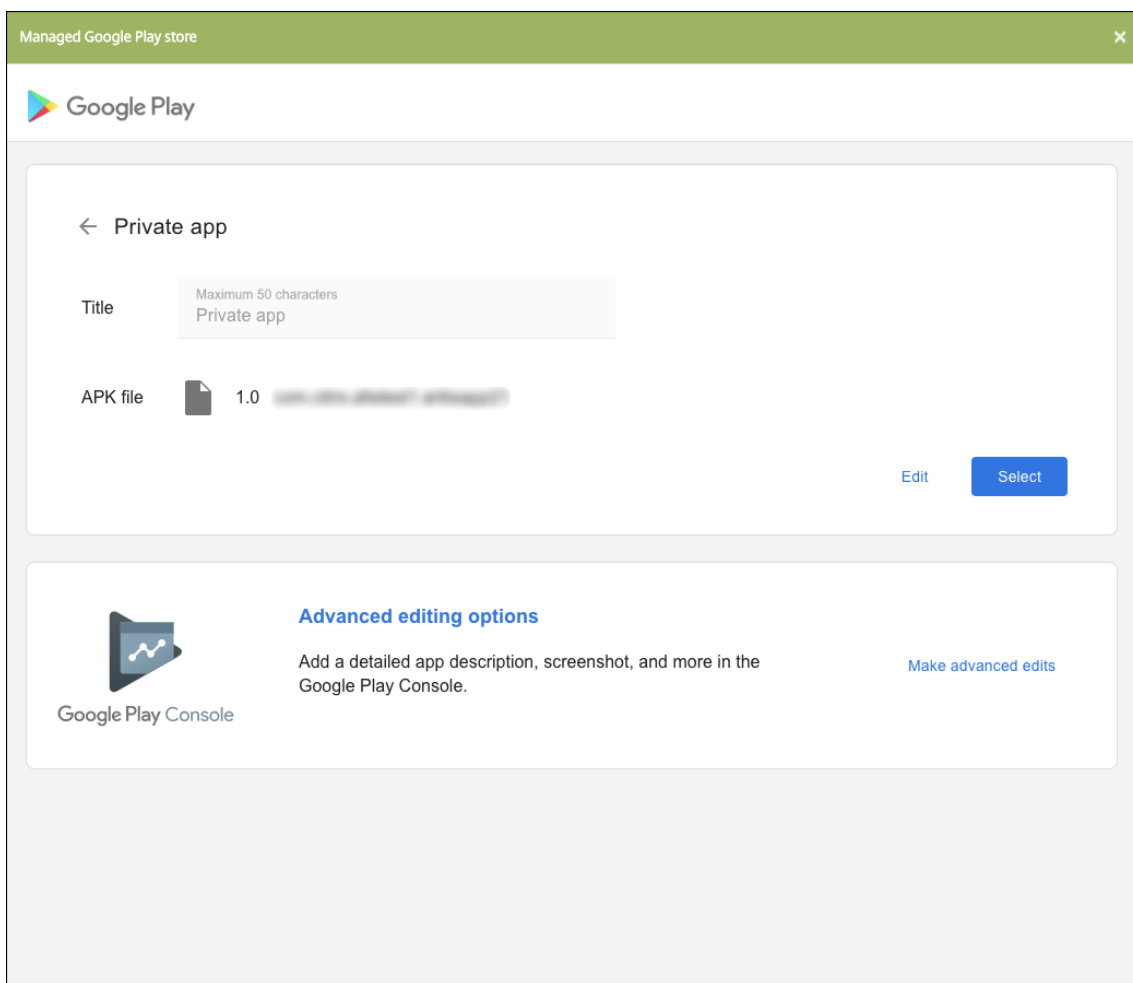 Managed Google Play store
Google Play
Private app
Title
Maximum 50 characters
Private app
APK file 1.0
Edit Select
Advanced editing options
Add a detailed app description, screenshot, and more in the
Google Play Console.
Make advanced edits
Google Play Console